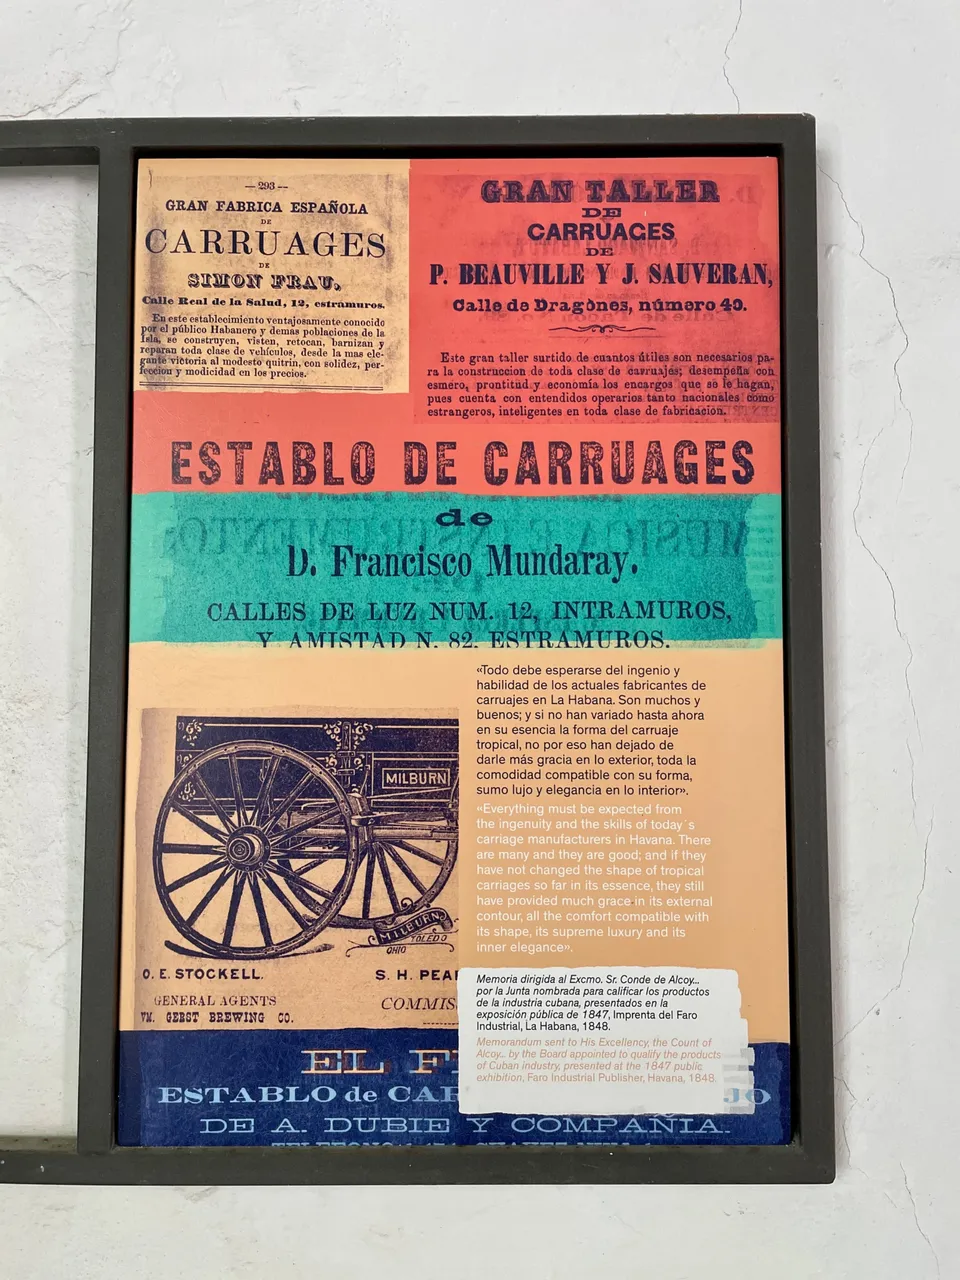 — 293 —
GRAN FABRICA ESPAÑOLA
DE
CARRUAGES
DE
SIMON FRAU.
Calle Real de la Salud, 12, estramuros.
En este establecimiento ventajosamente conocido
por el público Habanero y demas poblaciones de la
Isla, se construyen, visten, retocan, barnizan y
reparan toda clase de vehículos, desde la mas ele-
gante victoria al modesto quitrin, con solidez, per-
feccion y modicidad en los precios.
GRAN TALLER
DE
CARRUAGES
DE
P. BEAUVILLE Y J. SAUVERAN,
Calle de Dragones, número 40.
Este gran taller surtido de cuantos útiles son necesarios pa-
ra la construccion de toda clase de carruajes; desempeña con
esmero, prontitud y economía los encargos que se le hagan,
pues cuenta con entendidos operarios tanto nacionales como
estrangeros, inteligentes en toda clase de fabricacion.
ESTABLO DE CARRUAGES
de
D. Francisco Mundaray.
CALLES DE LUZ NUM. 12, INTRAMUROS,
Y AMISTAD N. 82, ESTRAMUROS.
«Todo debe esperarse del ingenio y
habilidad de los actuales fabricantes de
carruajes en La Habana. Son muchos y
buenos; y si no han variado hasta ahora
en su esencia la forma del carruaje
tropical, no por eso han dejado de
darle más gracia en lo exterior, toda la
comodidad compatible con su forma,
sumo lujo y elegancia en lo interior».
«Everything must be expected from
the ingenuity and the skills of today´s
carriage manufacturers in Havana. There
are many and they are good; and if they
have not changed the shape of tropical
carriages so far in its essence, they still
have provided much grace in its external
contour, all the comfort compatible with
its shape, its supreme luxury and its
inner elegance».
MILBURN
MILBURN
TOLEDO
OHIO
O. E. STOCKELL.
S. H. PEA
GENERAL AGENTS
COMMIS
VM. GERST BREWING CO.
Memoria dirigida al Excmo. Sr. Conde de Alcoy...
por la Junta nombrada para calificar los productos
de la industria cubana, presentados en la
exposición pública de 1847, Imprenta del Faro
Industrial, La Habana, 1848.
Memorandum sent to His Excellency, the Count of
Alcoy... by the Board appointed to qualify the products
of Cuban industry, presented at the 1847 public
exhibition, Faro Industrial Publisher, Havana, 1848.
EL F
ESTABLO de CAR JO
DE A. DUBIE Y COMPAÑIA.